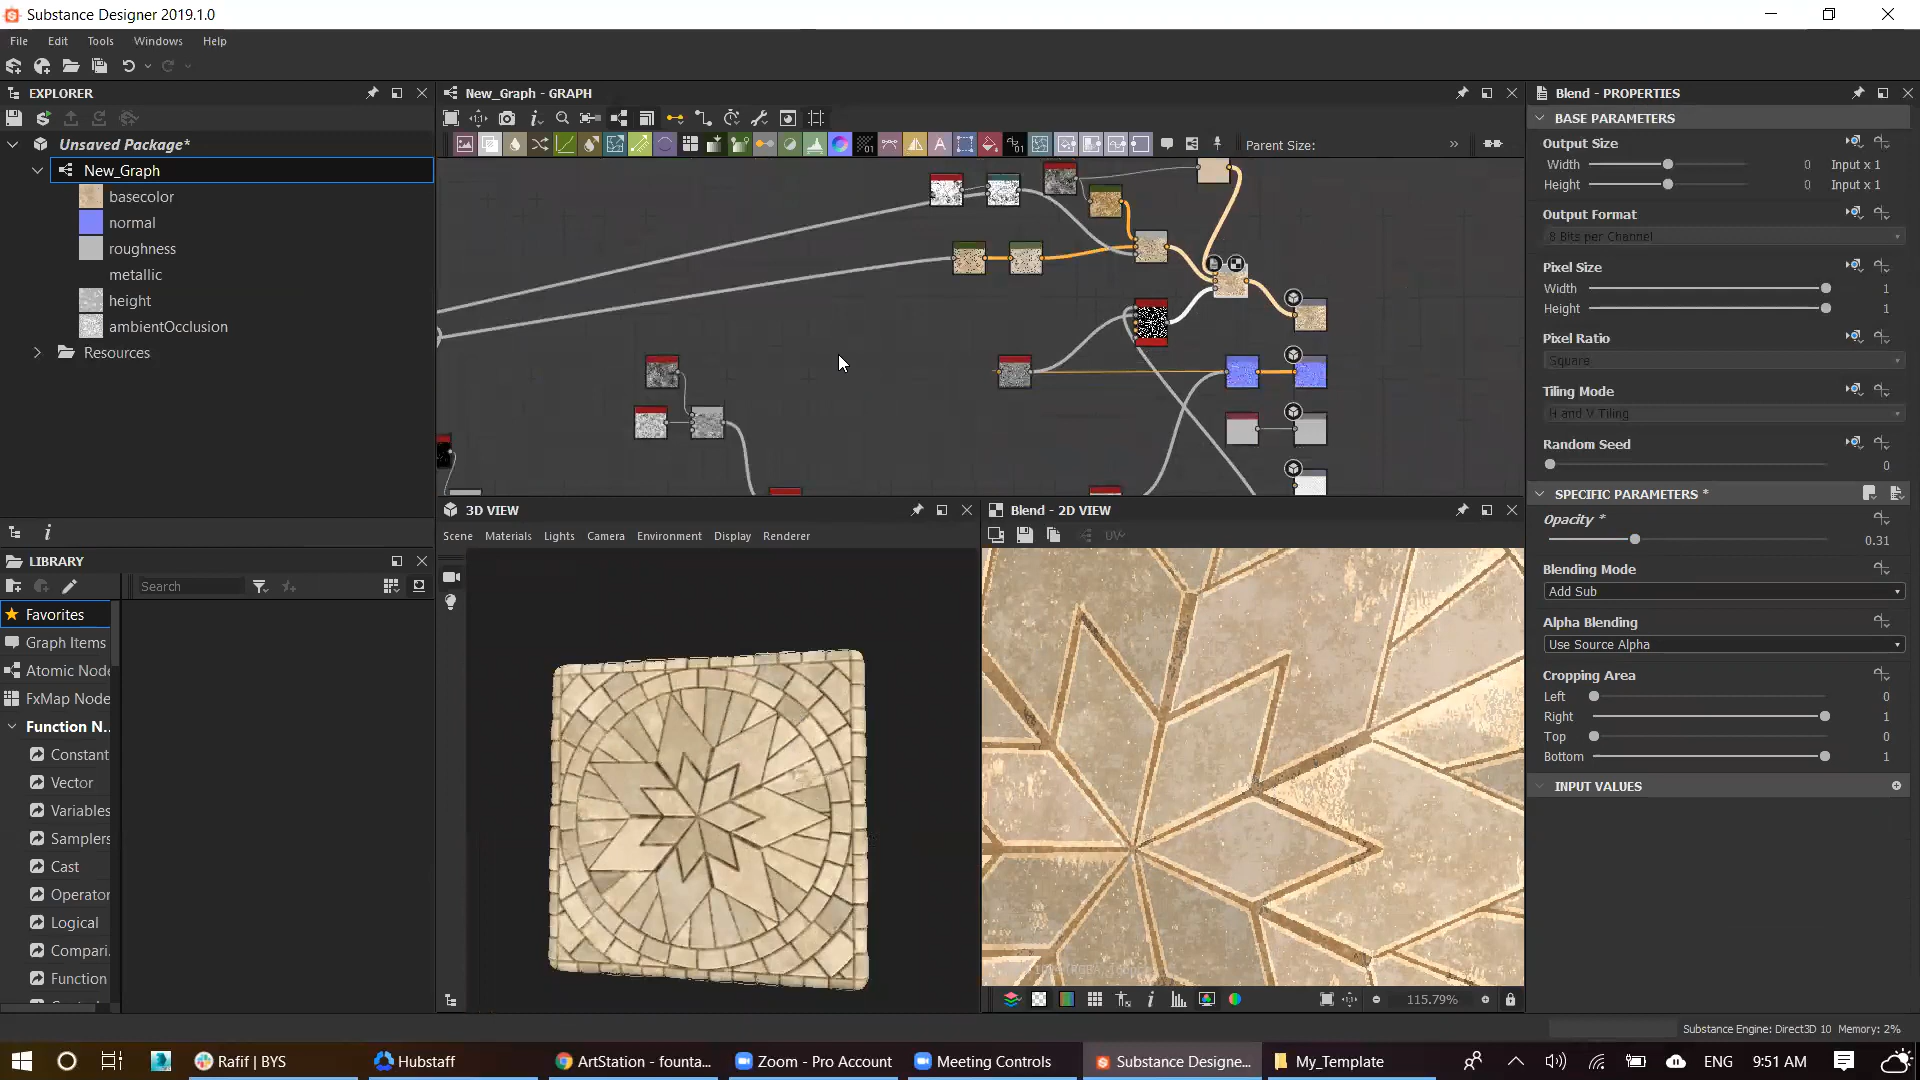 Substance Designer 2019.1.0
File Edit Tools Windows Help
EXPLORER
Unsaved Package*
New_Graph
basecolor
normal
roughness
metallic
height
ambientOcclusion
Resources
LIBRARY
Search
Favorites
Graph Items
Atomic Node
FxMap Node
Function N..
Constant
Vector
Variables
Samplers
Cast
Operator
Logical
Compari.
Function
New_Graph - GRAPH
Parent Size:
3D VIEW
Scene Materials Lights Camera Environment Display Renderer
Blend - 2D VIEW
UV
115.79%
Blend - PROPERTIES
BASE PARAMETERS
Output Size
Width 0 Input x 1
Height 0 Input x 1
Output Format
8 Bits per Channel
Pixel Size
Width 1
Height 1
Pixel Ratio
Square
Tiling Mode
H and V Tiling
Random Seed
0
SPECIFIC PARAMETERS *
Opacity *
0.31
Blending Mode
Add Sub
Alpha Blending
Use Source Alpha
Cropping Area
Left 0
Right 1
Top 0
Bottom 1
INPUT VALUES
Substance Engine: Direct3D 10 Memory: 2%
Rafif | BYS
Hubstaff
ArtStation - founta...
Zoom - Pro Account
Meeting Controls
Substance Designe...
My_Template
ENG
9:51 AM